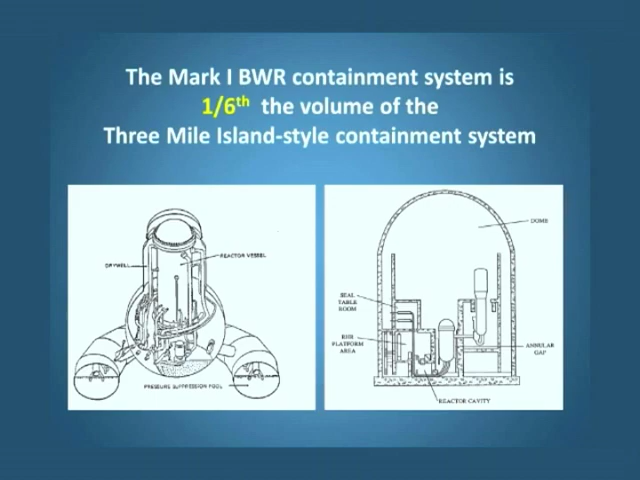 The Mark I BWR containment system is
1/6th the volume of the
Three Mile Island-style containment system
DRYWELL
REACTOR VESSEL
PRESSURE SUPPRESSION POOL
DOME
SEAL
TABLE
ROOM
RHR
PLATFORM
AREA
ANNULAR
GAP
REACTOR CAVITY